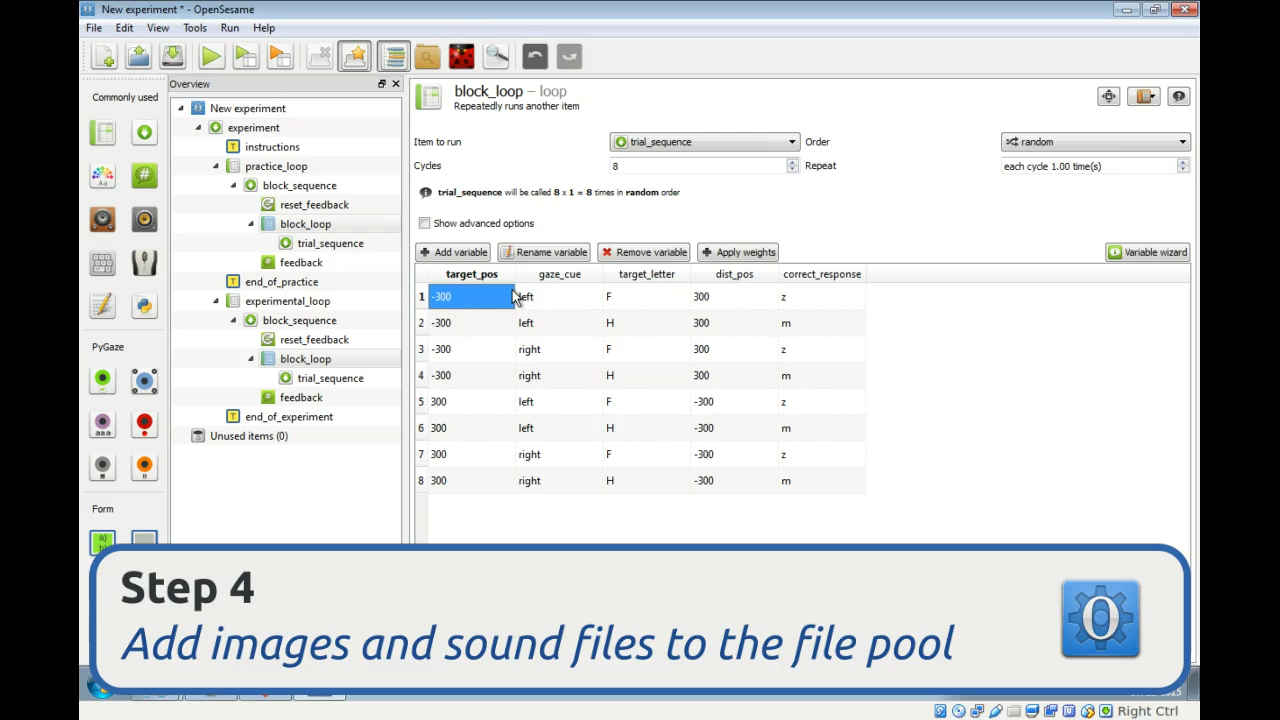 New experiment * - OpenSesame
File Edit View Tools Run Help
Commonly used
PyGaze
Form
Overview
New experiment
experiment
instructions
practice_loop
block_sequence
reset_feedback
block_loop
trial_sequence
feedback
end_of_practice
experimental_loop
block_sequence
reset_feedback
block_loop
trial_sequence
feedback
end_of_experiment
Unused items (0)
block_loop – loop
Repeatedly runs another item
Item to run trial_sequence Order random
Cycles 8 Repeat each cycle 1.00 time(s)
trial_sequence will be called 8 x 1 = 8 times in random order
Show advanced options
Add variable Rename variable Remove variable Apply weights Variable wizard
target_pos gaze_cue target_letter dist_pos correct_response
1 -300 left F 300 z
2 -300 left H 300 m
3 -300 right F 300 z
4 -300 right H 300 m
5 300 left F -300 z
6 300 left H -300 m
7 300 right F -300 z
8 300 right H -300 m
Step 4
Add images and sound files to the file pool
Right Ctrl